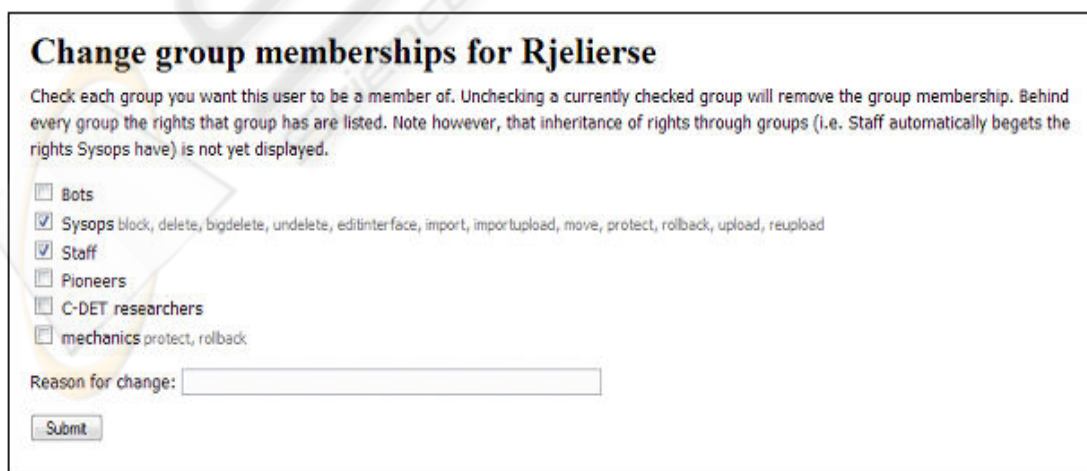 Change group memberships for Rjelierse
Check each group you want this user to be a member of. Unchecking a currently checked group will remove the group membership. Behind
every group the rights that group has are listed. Note however, that inheritance of rights through groups (i.e. Staff automatically begets the
rights Sysops have) is not yet displayed.
Bots
Sysops block, delete, bigdelete, undelete, editinterface, import, importupload, move, protect, rollback, upload, reupload
Staff
Pioneers
C-DET researchers
mechanics protect, rollback
Reason for change:
Submit